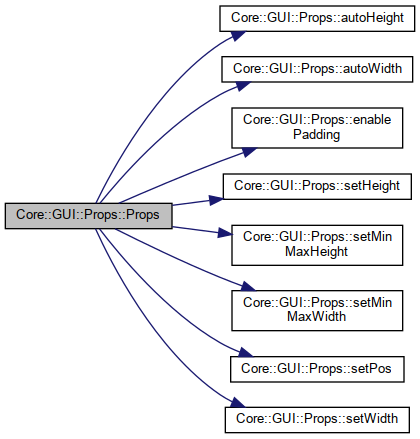 Core::GUI::Props::autoHeight
Core::GUI::Props::autoWidth
Core::GUI::Props::enable
Padding
Core::GUI::Props::setHeight
Core::GUI::Props::Props
Core::GUI::Props::setMin
MaxHeight
Core::GUI::Props::setMin
MaxWidth
Core::GUI::Props::setPos
Core::GUI::Props::setWidth